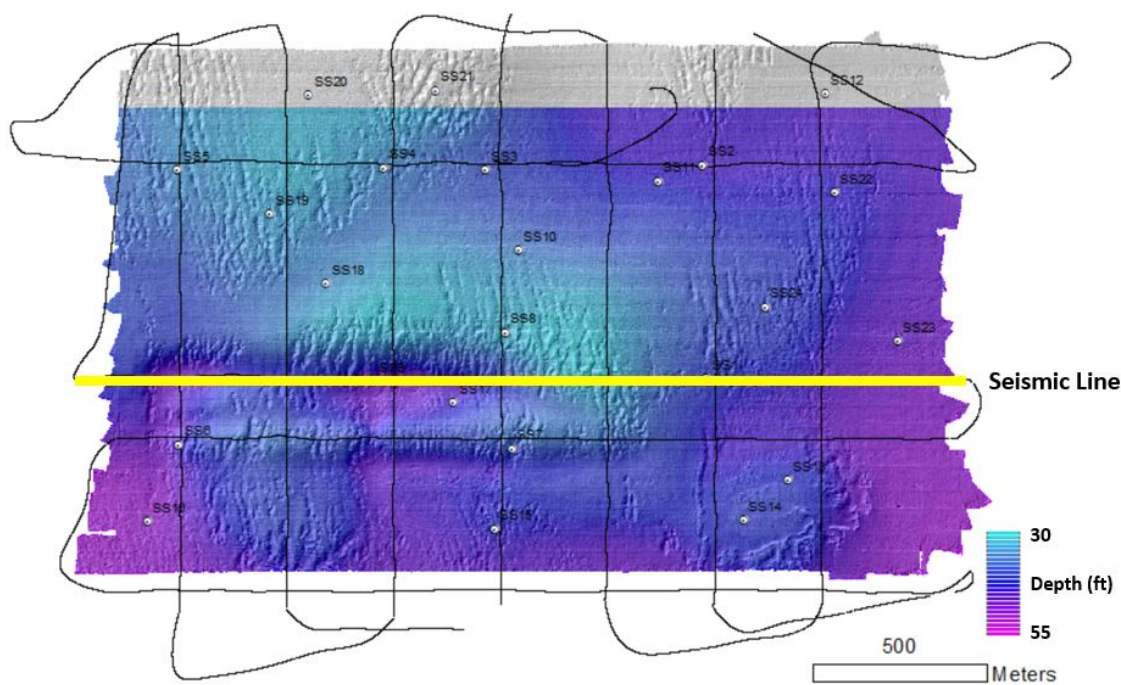 SS20
SS21
SS12
SS5
SS4
SS3
SS2
SS11
SS22
SS19
SS10
SS18
SS24
SS8
SS23
Seismic Line
SS17
SS6
SS7
SS13
SS16
SS15
SS14
30
Depth (ft)
55
500
Meters